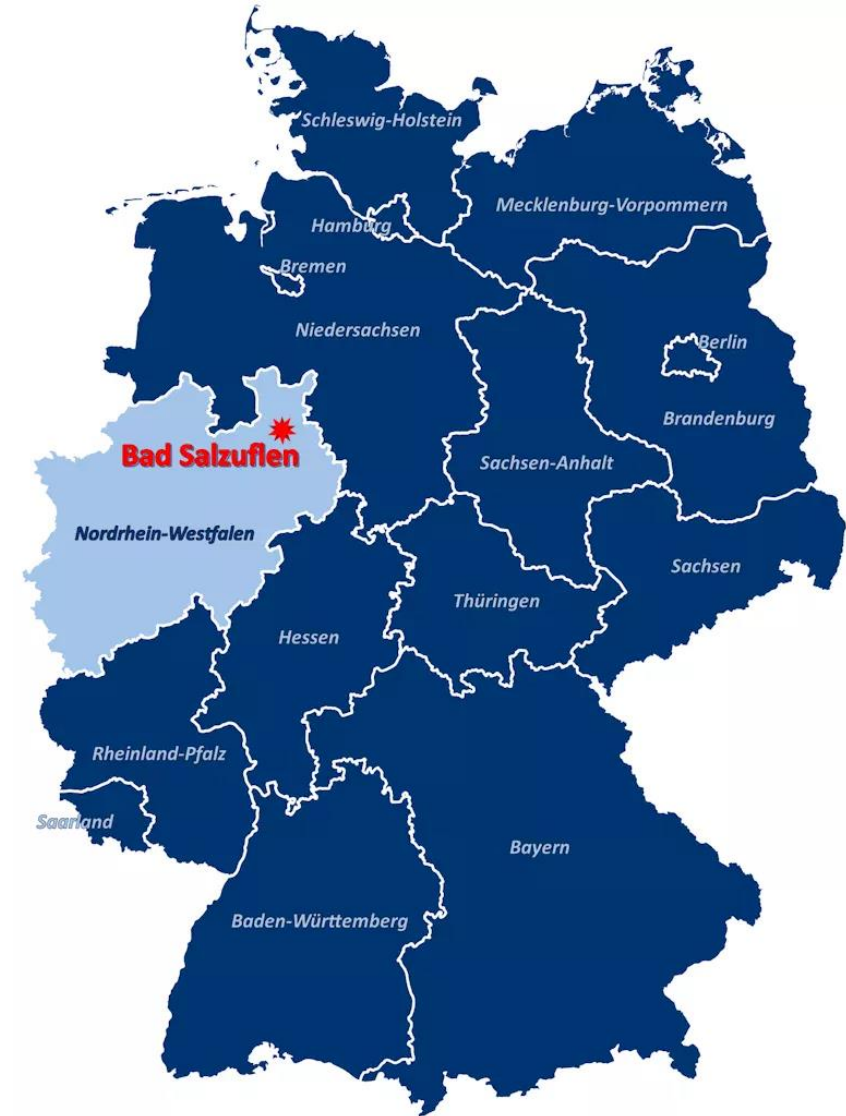 Schleswig-Holstein
Mecklenburg-Vorpommern
Hamburg
Bremen
Niedersachsen
Berlin
Brandenburg
Bad Salzuflen
Sachsen-Anhalt
Nordrhein-Westfalen
Sachsen
Thüringen
Hessen
Rheinland-Pfalz
Saarland
Bayern
Baden-Württemberg